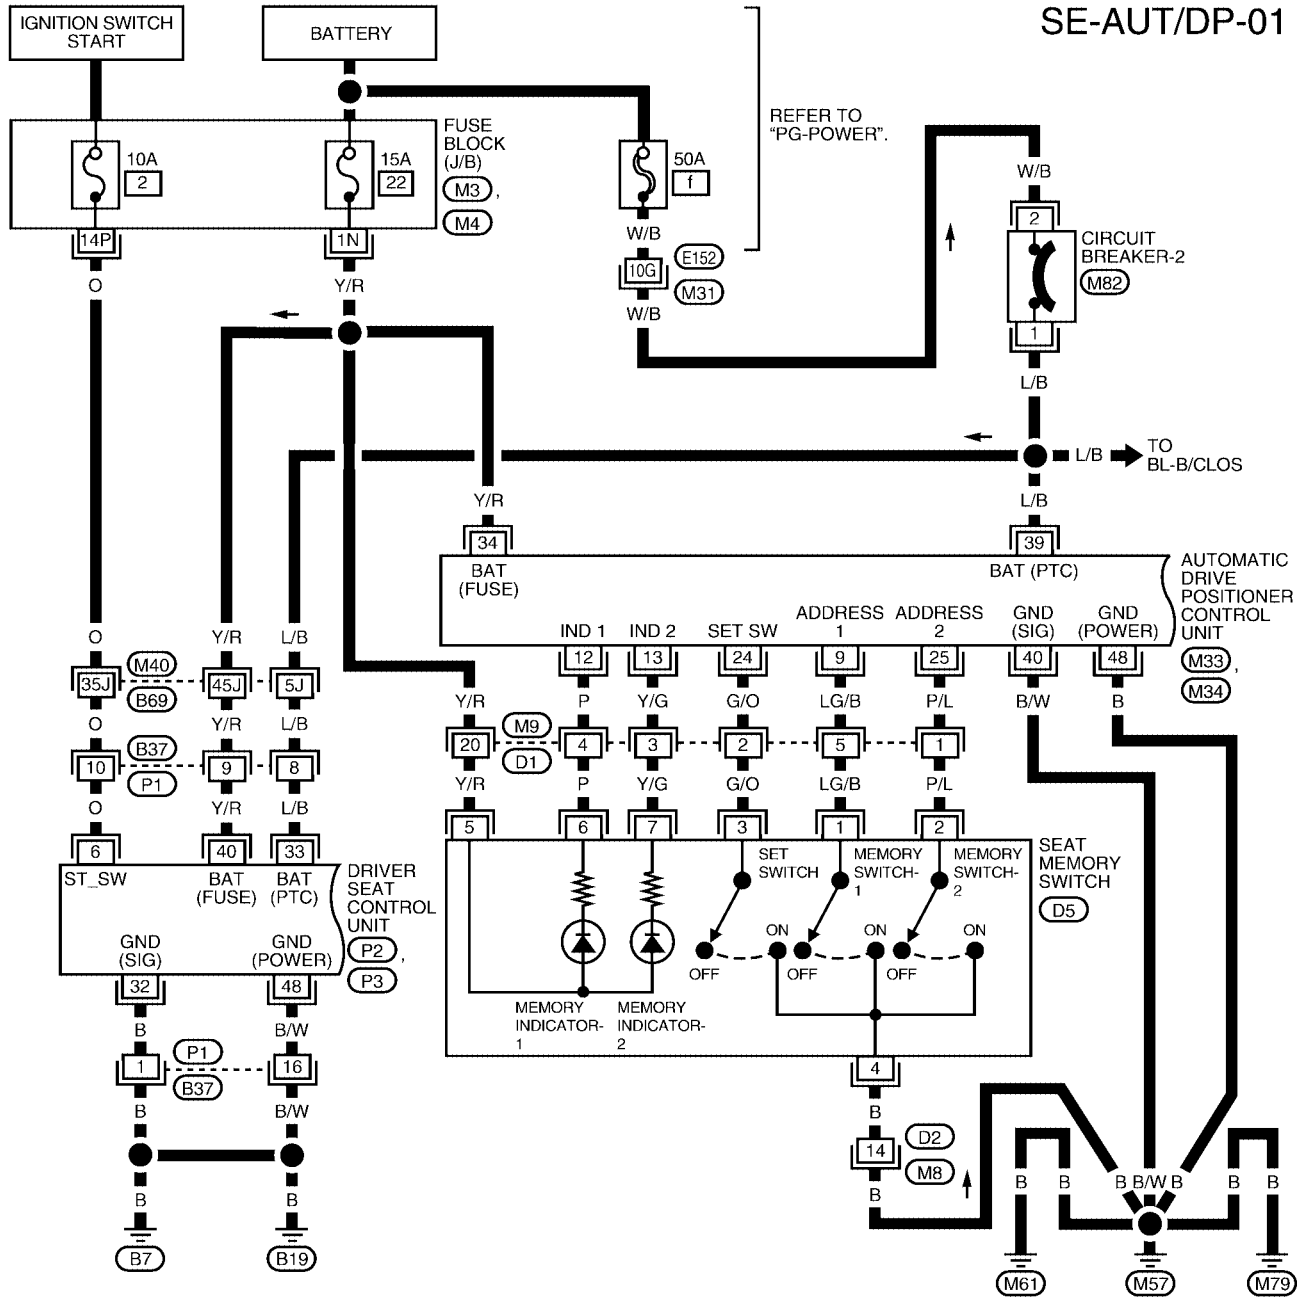 SE-AUT/DP-01
IGNITION SWITCH
START
BATTERY
REFER TO
"PG-POWER".
10A
2
15A
22
FUSE
BLOCK
(J/B)
M3 ,
M4
50A
f
W/B
14P
1N
W/B
10G
E152
M31
W/B
2
CIRCUIT
BREAKER-2
M82
1
O
Y/R
L/B
L/B
TO
BL-B/CLOS
Y/R
L/B
34
39
BAT
(FUSE)
BAT (PTC)
AUTOMATIC
DRIVE
POSITIONER
CONTROL
UNIT
M33 ,
M34
IND 1
IND 2
SET SW
ADDRESS
1
ADDRESS
2
GND
(SIG)
GND
(POWER)
12
13
24
9
25
40
48
O
Y/R
L/B
35J
M40
B69
45J
5J
Y/R
P
Y/G
G/O
LG/B
P/L
B/W
B
O
Y/R
L/B
20
M9
D1
4
3
2
5
1
10
B37
P1
9
8
Y/R
P
Y/G
G/O
LG/B
P/L
O
Y/R
L/B
5
6
7
3
1
2
6
40
33
ST_SW
BAT
(FUSE)
BAT
(PTC)
DRIVER
SEAT
CONTROL
UNIT
P2 ,
P3
GND
(SIG)
GND
(POWER)
SET
SWITCH
MEMORY
SWITCH-
1
MEMORY
SWITCH-
2
SEAT
MEMORY
SWITCH
D5
ON
ON
OFF
OFF
OFF
32
48
MEMORY
INDICATOR-
1
MEMORY
INDICATOR-
2
B
B/W
1
P1
B37
16
4
B
B/W
B
14
D2
M8
B
B
B
B
B
B
B
B/W
B
B
B
B7
B19
M61
M57
M79